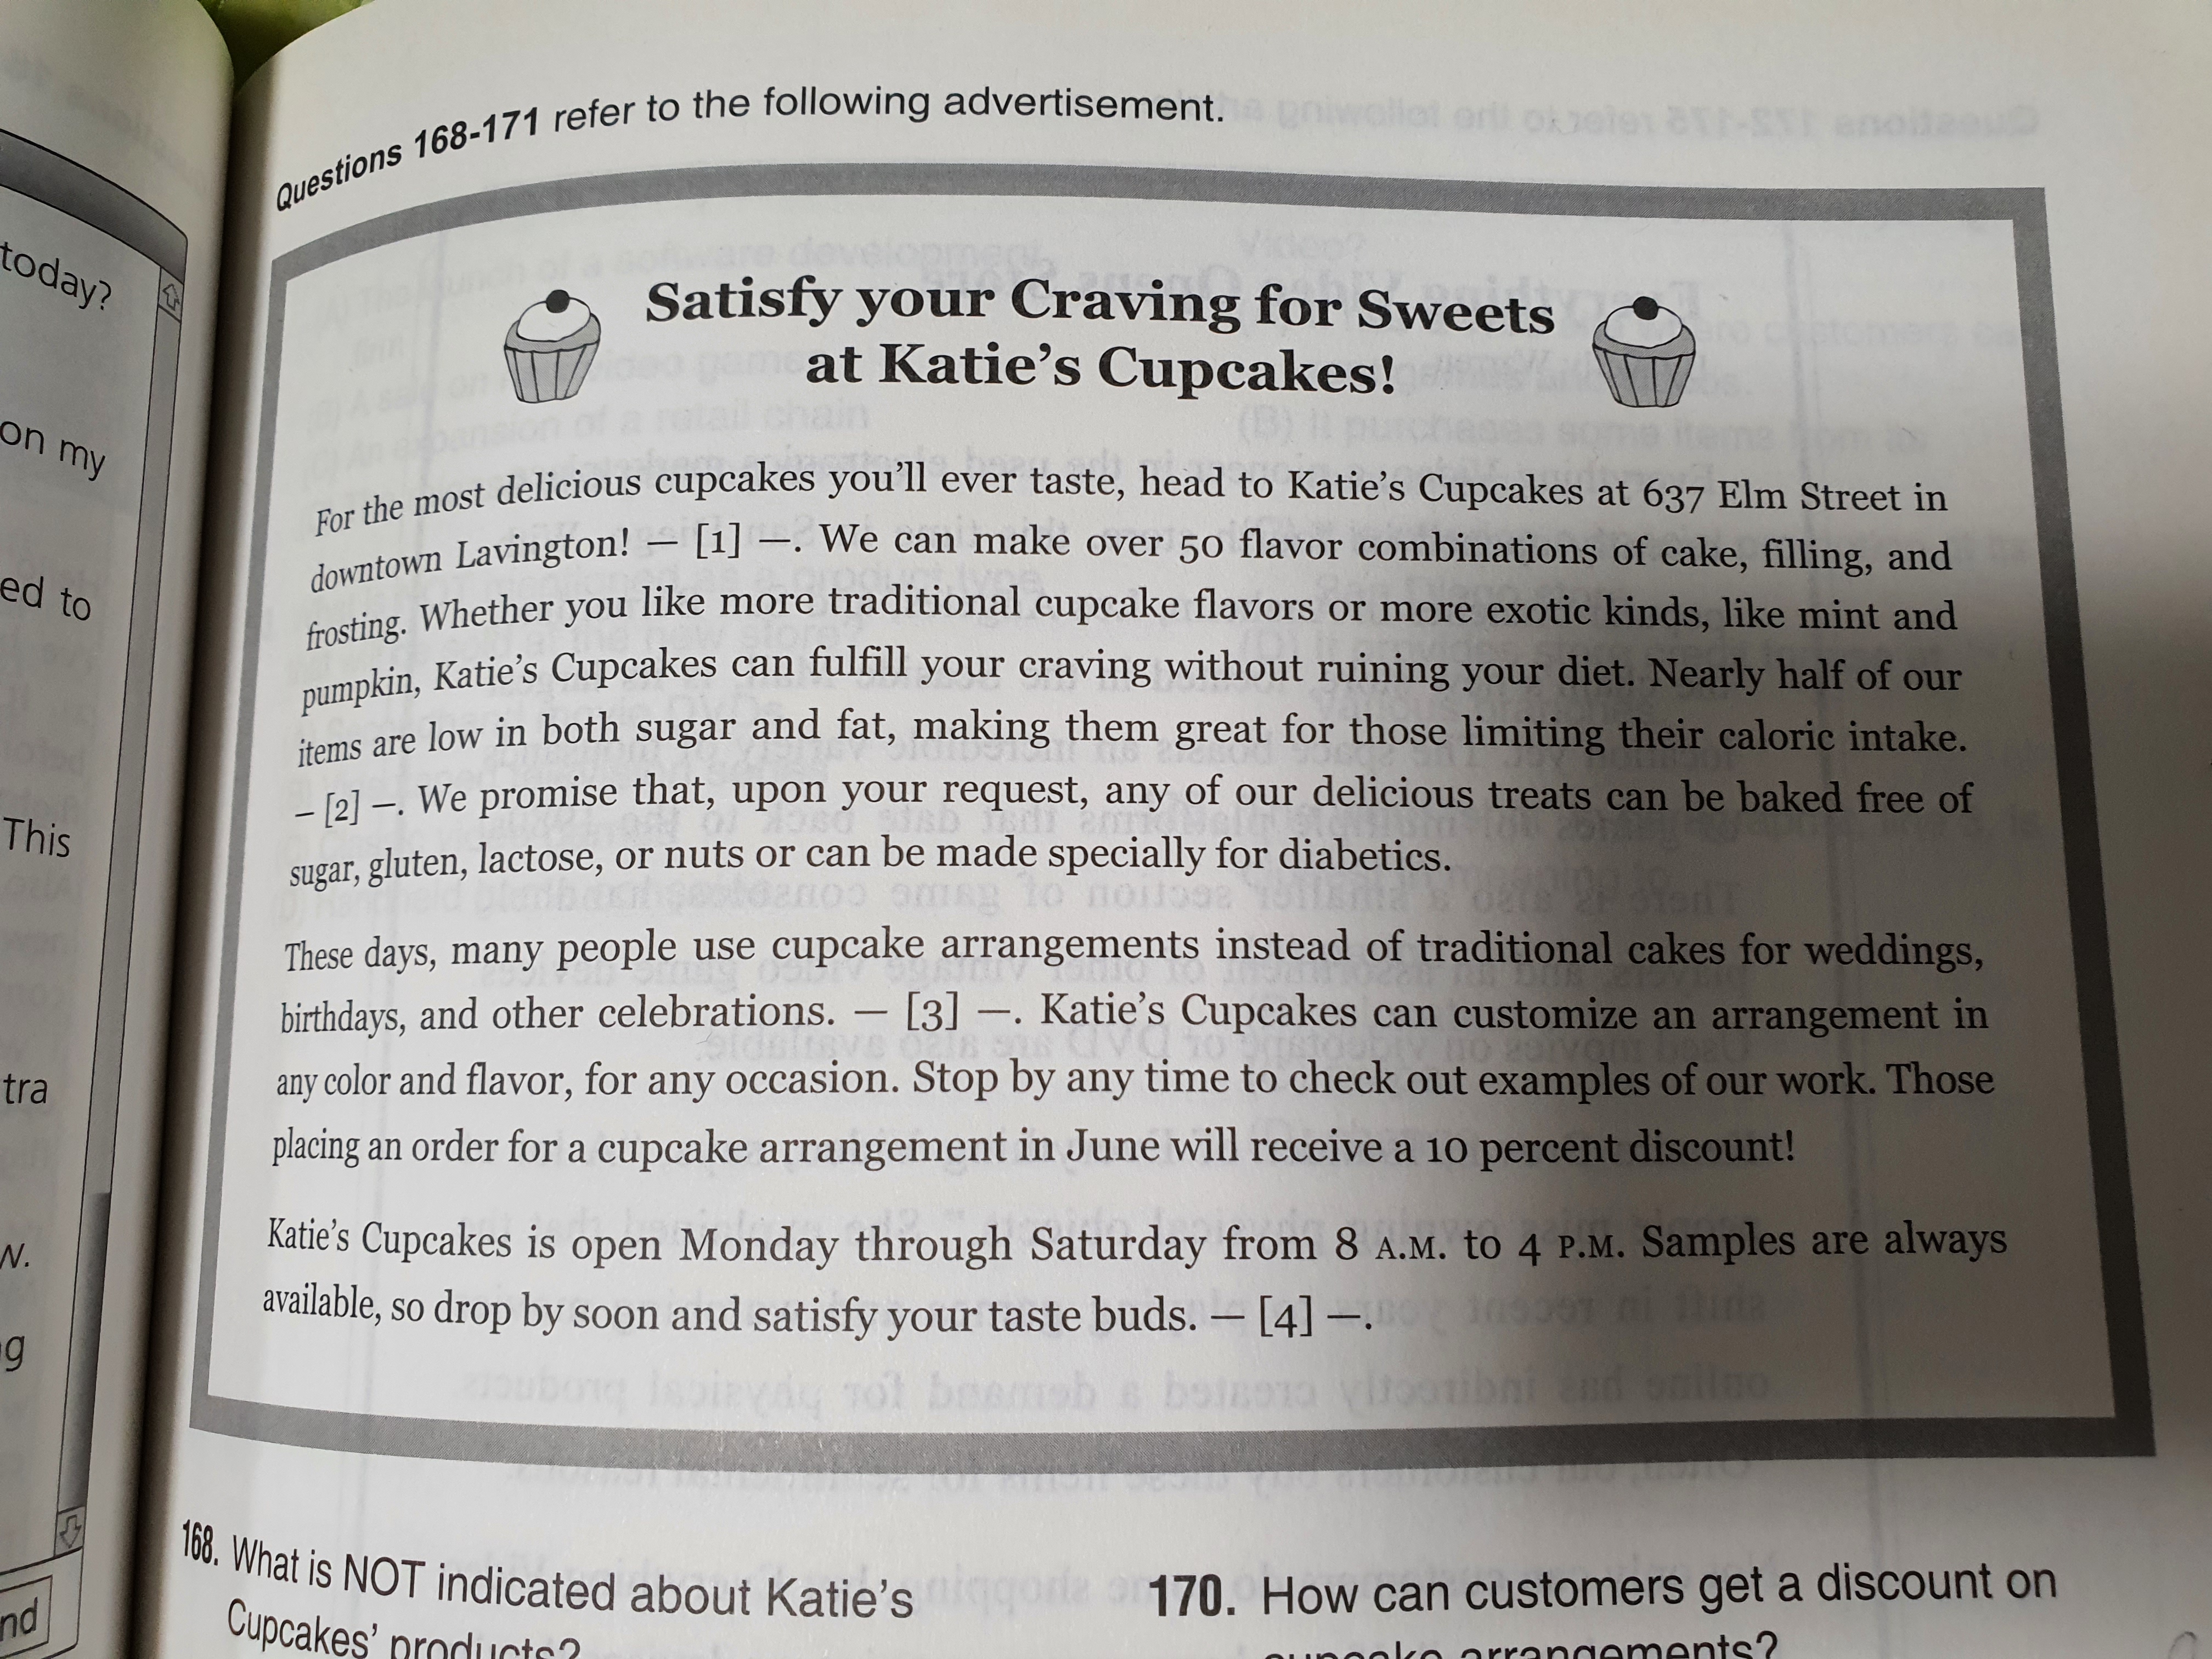 today?
on my
ed to
This
tra
w.
g
nd
Questions 168-171 refer to the following advertisement.
Satisfy your Craving for Sweets
at Katie's Cupcakes!
For the most delicious cupcakes you'll ever taste, head to Katie's Cupcakes at 637 Elm Street in
downtown Lavington! — [1] —. We can make over 50 flavor combinations of cake, filling, and
frosting. Whether you like more traditional cupcake flavors or more exotic kinds, like mint and
pumpkin, Katie's Cupcakes can fulfill your craving without ruining your diet. Nearly half of our
items are low in both sugar and fat, making them great for those limiting their caloric intake.
— [2] —. We promise that, upon your request, any of our delicious treats can be baked free of
sugar, gluten, lactose, or nuts or can be made specially for diabetics.
These days, many people use cupcake arrangements instead of traditional cakes for weddings,
birthdays, and other celebrations. — [3] —. Katie's Cupcakes can customize an arrangement in
any color and flavor, for any occasion. Stop by any time to check out examples of our work. Those
placing an order for a cupcake arrangement in June will receive a 10 percent discount!
Katie's Cupcakes is open Monday through Saturday from 8 A.M. to 4 P.M. Samples are always
available, so drop by soon and satisfy your taste buds. — [4] —.
168. What is NOT indicated about Katie's
Cupcakes' products?
170. How can customers get a discount on
cupcake arrangements?